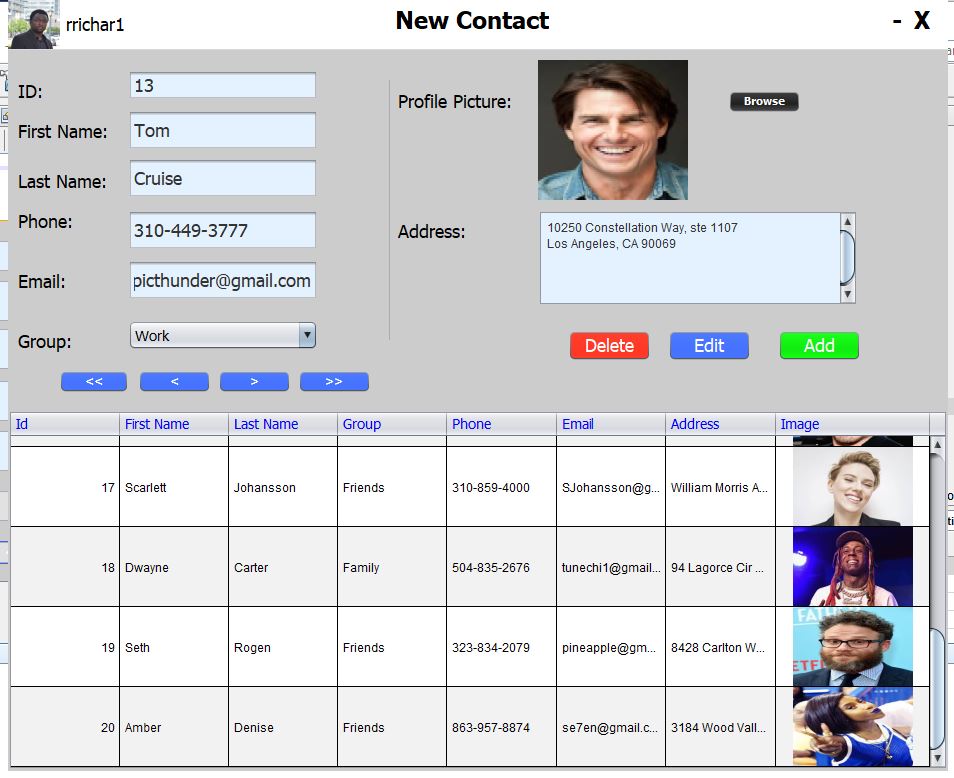 rrichar1
New Contact
- X
ID:
13
First Name:
Tom
Last Name:
Cruise
Phone:
310-449-3777
Email:
picthunder@gmail.com
Group:
Work
<< < > >>
Profile Picture:
Browse
Address:
10250 Constellation Way, ste 1107
Los Angeles, CA 90069
Delete Edit Add
Id First Name Last Name Group Phone Email Address Image
17 Scarlett Johansson Friends 310-859-4000 SJohansson@g... William Morris A...
18 Dwayne Carter Family 504-835-2676 tunechi1@gmail... 94 Lagorce Cir ...
19 Seth Rogen Friends 323-834-2079 pineapple@gm... 8428 Carlton W...
20 Amber Denise Friends 863-957-8874 se7en@gmail.c... 3184 Wood Vall...